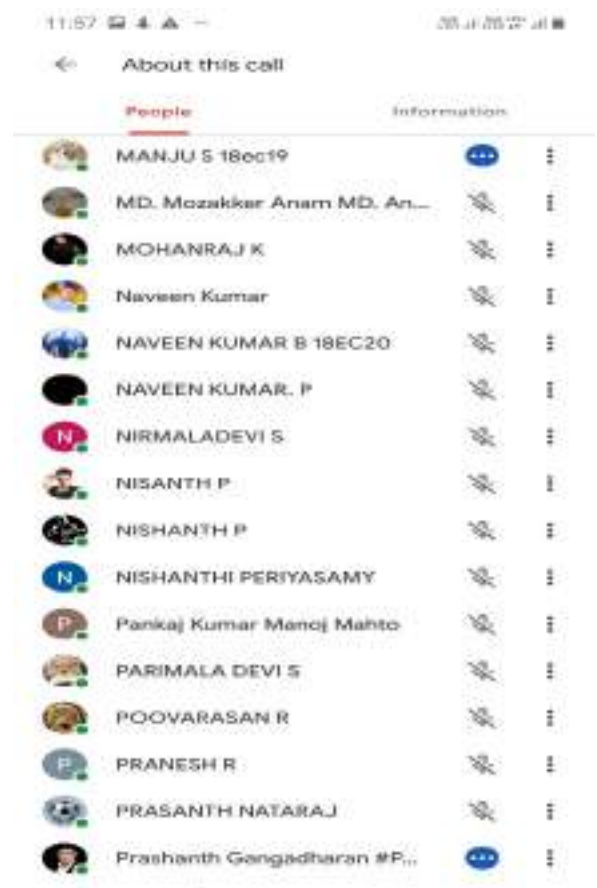 11:57
About this call
People Information
MANJU S 18ec19
MD. Mozakker Anam MD. An...
MOHANRAJ K
Naveen Kumar
NAVEEN KUMAR B 18EC20
NAVEEN KUMAR. P
N NIRMALADEVI S
NISANTH P
NISHANTH P
N NISHANTHI PERIYASAMY
P Pankaj Kumar Manoj Mahto
PARIMALA DEVI S
POOVARASAN R
P PRANESH R
PRASANTH NATARAJ
Prashanth Gangadharan #P...